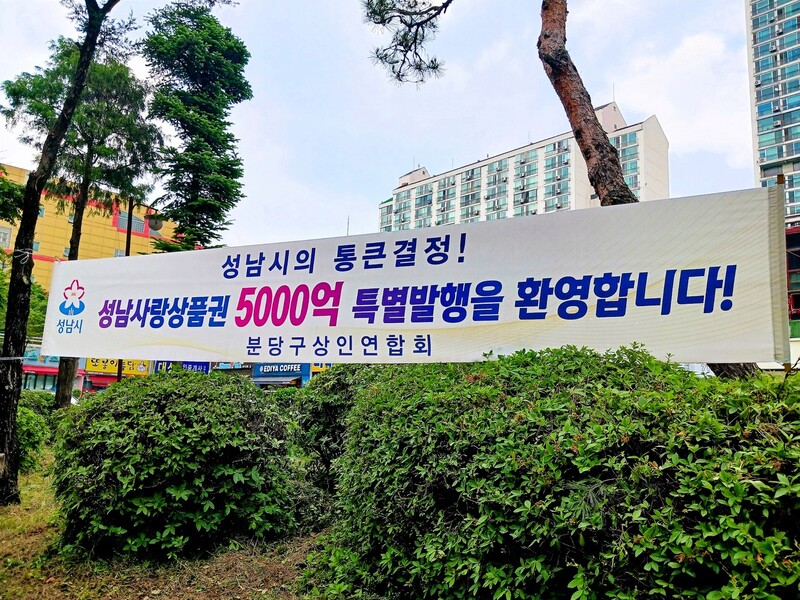 성남시의 통큰결정!
성남시
성남사랑상품권 5000억 특별발행을 환영합니다!
분당구상인연합회
EDIYA COFFEE